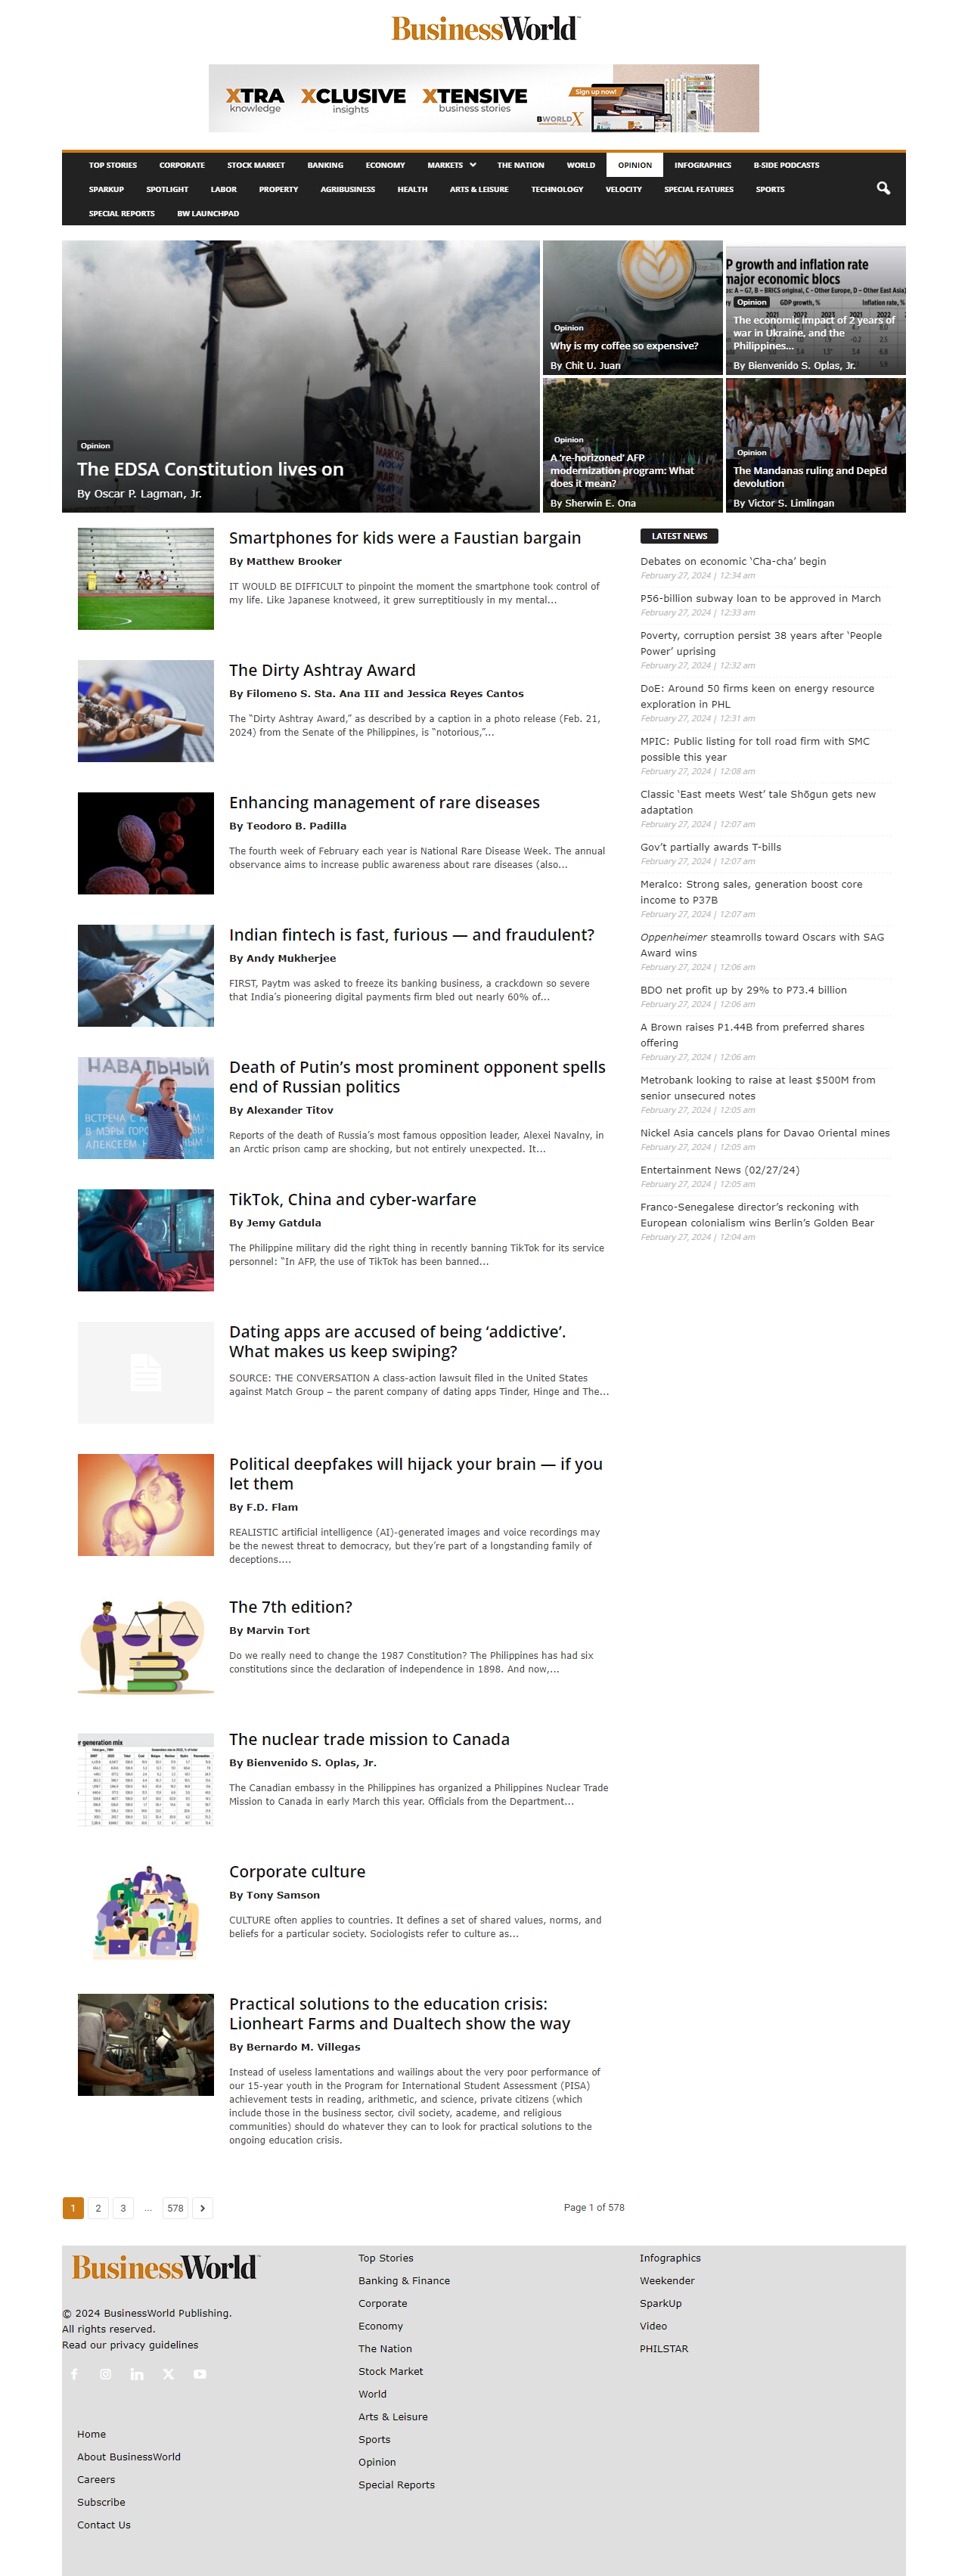 BusinessWorld
XTRA knowledge
XCLUSIVE insights
XTENSIVE business stories
Sign up now!
BWORLDX
TOP STORIES CORPORATE STOCK MARKET BANKING ECONOMY MARKETS THE NATION WORLD OPINION INFOGRAPHICS B-SIDE PODCASTS
SPARKUP SPOTLIGHT LABOR PROPERTY AGRIBUSINESS HEALTH ARTS & LEISURE TECHNOLOGY VELOCITY SPECIAL FEATURES SPORTS
SPECIAL REPORTS BW LAUNCHPAD
Opinion
The EDSA Constitution lives on
By Oscar P. Lagman, Jr.
Opinion
Why is my coffee so expensive?
By Chit U. Juan
P growth and inflation rate
major economic blocs
GDP growth, %
Inflation rate, %
2021 2022 2023 2021 2022
Opinion
The economic impact of 2 years of
war in Ukraine, and the
Philippines...
By Bienvenido S. Oplas, Jr.
Opinion
A ‘re-horizoned’ AFP
modernization program: What
does it mean?
By Sherwin E. Ona
Opinion
The Mandanas ruling and DepEd
devolution
By Victor S. Limlingan
Smartphones for kids were a Faustian bargain
By Matthew Brooker
IT WOULD BE DIFFICULT to pinpoint the moment the smartphone took control of
my life. Like Japanese knotweed, it grew surreptitiously in my mental...
The Dirty Ashtray Award
By Filomeno S. Sta. Ana III and Jessica Reyes Cantos
The “Dirty Ashtray Award,” as described by a caption in a photo release (Feb. 21,
2024) from the Senate of the Philippines, is “notorious,”...
Enhancing management of rare diseases
By Teodoro B. Padilla
The fourth week of February each year is National Rare Disease Week. The annual
observance aims to increase public awareness about rare diseases (also...
Indian fintech is fast, furious — and fraudulent?
By Andy Mukherjee
FIRST, Paytm was asked to freeze its banking business, a crackdown so severe
that India’s pioneering digital payments firm bled out nearly 60% of...
НАВАЛЬНЫЙ
ВСТРЕЧА С
Death of Putin’s most prominent opponent spells
end of Russian politics
By Alexander Titov
Reports of the death of Russia’s most famous opposition leader, Alexei Navalny, in
an Arctic prison camp are shocking, but not entirely unexpected. It...
TikTok, China and cyber-warfare
By Jemy Gatdula
The Philippine military did the right thing in recently banning TikTok for its service
personnel: “In AFP, the use of TikTok has been banned...
Dating apps are accused of being ‘addictive’.
What makes us keep swiping?
SOURCE: THE CONVERSATION A class-action lawsuit filed in the United States
against Match Group – the parent company of dating apps Tinder, Hinge and The...
Political deepfakes will hijack your brain — if you
let them
By F.D. Flam
REALISTIC artificial intelligence (AI)-generated images and voice recordings may
be the newest threat to democracy, but they’re part of a longstanding family of
deceptions....
The 7th edition?
By Marvin Tort
Do we really need to change the 1987 Constitution? The Philippines has had six
constitutions since the declaration of independence in 1898. And now,...
r generation mix
The nuclear trade mission to Canada
By Bienvenido S. Oplas, Jr.
The Canadian embassy in the Philippines has organized a Philippines Nuclear Trade
Mission to Canada in early March this year. Officials from the Department...
Corporate culture
By Tony Samson
CULTURE often applies to countries. It defines a set of shared values, norms, and
beliefs for a particular society. Sociologists refer to culture as...
Practical solutions to the education crisis:
Lionheart Farms and Dualtech show the way
By Bernardo M. Villegas
Instead of useless lamentations and wailings about the very poor performance of
our 15-year youth in the Program for International Student Assessment (PISA)
achievement tests in reading, arithmetic, and science, private citizens (which
include those in the business sector, civil society, academe, and religious
communities) should do whatever they can to look for practical solutions to the
ongoing education crisis.
LATEST NEWS
Debates on economic ‘Cha-cha’ begin
February 27, 2024 | 12:34 am
P56-billion subway loan to be approved in March
February 27, 2024 | 12:33 am
Poverty, corruption persist 38 years after ‘People
Power’ uprising
February 27, 2024 | 12:32 am
DoE: Around 50 firms keen on energy resource
exploration in PHL
February 27, 2024 | 12:31 am
MPIC: Public listing for toll road firm with SMC
possible this year
February 27, 2024 | 12:08 am
Classic ‘East meets West’ tale Shōgun gets new
adaptation
February 27, 2024 | 12:07 am
Gov’t partially awards T-bills
February 27, 2024 | 12:07 am
Meralco: Strong sales, generation boost core
income to P37B
February 27, 2024 | 12:07 am
Oppenheimer steamrolls toward Oscars with SAG
Award wins
February 27, 2024 | 12:06 am
BDO net profit up by 29% to P73.4 billion
February 27, 2024 | 12:06 am
A Brown raises P1.44B from preferred shares
offering
February 27, 2024 | 12:06 am
Metrobank looking to raise at least $500M from
senior unsecured notes
February 27, 2024 | 12:05 am
Nickel Asia cancels plans for Davao Oriental mines
February 27, 2024 | 12:05 am
Entertainment News (02/27/24)
February 27, 2024 | 12:05 am
Franco-Senegalese director’s reckoning with
European colonialism wins Berlin’s Golden Bear
February 27, 2024 | 12:04 am
1 2 3 ... 578
Page 1 of 578
BusinessWorld
© 2024 BusinessWorld Publishing.
All rights reserved.
Read our privacy guidelines
Home
About BusinessWorld
Careers
Subscribe
Contact Us
Top Stories
Banking & Finance
Corporate
Economy
The Nation
Stock Market
World
Arts & Leisure
Sports
Opinion
Special Reports
Infographics
Weekender
SparkUp
Video
PHILSTAR